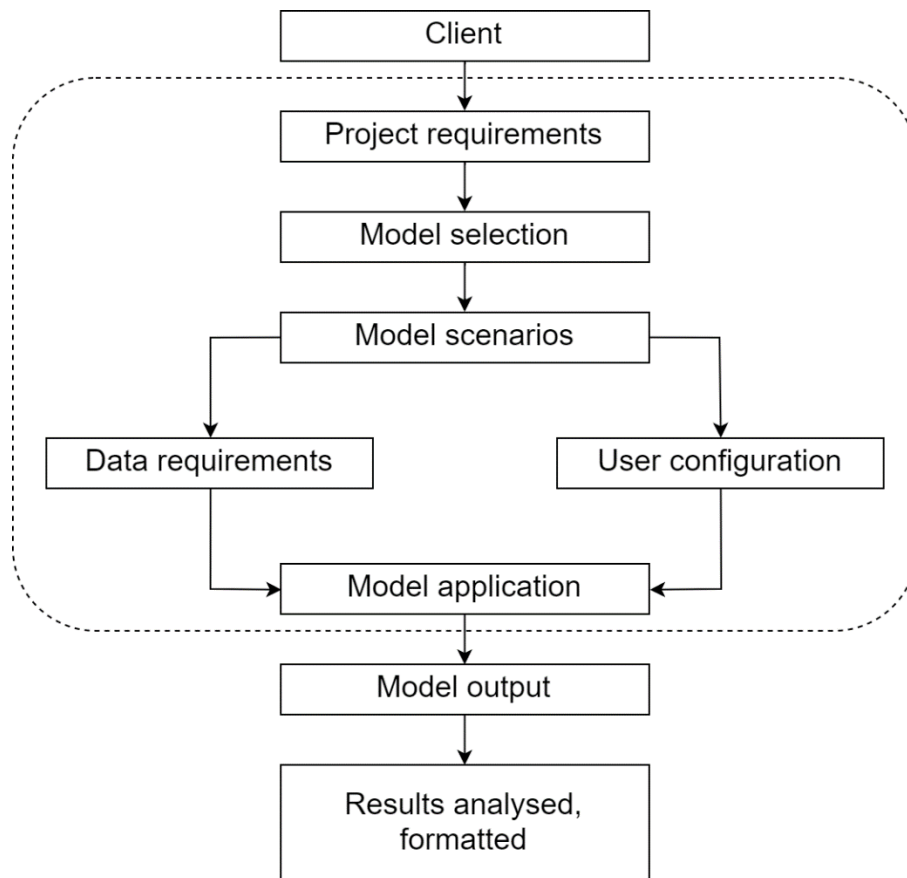 Client
Project requirements
Model selection
Model scenarios
Data requirements
User configuration
Model application
Model output
Results analysed,
formatted